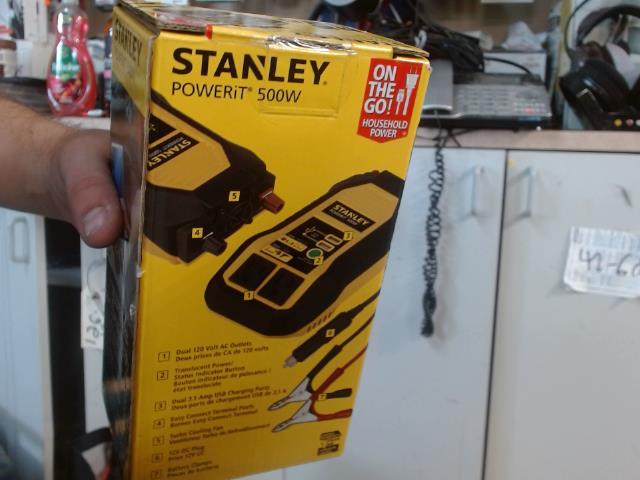 STANLEY
POWERiT® 500W
ON
THE
GO!
HOUSEHOLD
POWER
STANLEY
1 Dual 120 Volt AC Outlets
Deux prises de CA de 120 volts
2 Translucent Power/
Status Indicator Button
Bouton indicateur de puissance /
état translucide
3 Dual 3.1 Amp USB Charging Ports
Deux ports de chargement USB de 3,1 A
4 Easy Connect Terminal Ports
Bornes Easy Connect Terminal
5 Turbo Cooling Fan
Ventilateur Turbo de Refroidissement
6 12V DC Plug
Prise 12V CC
7 Battery Clamps
Pinces de batterie